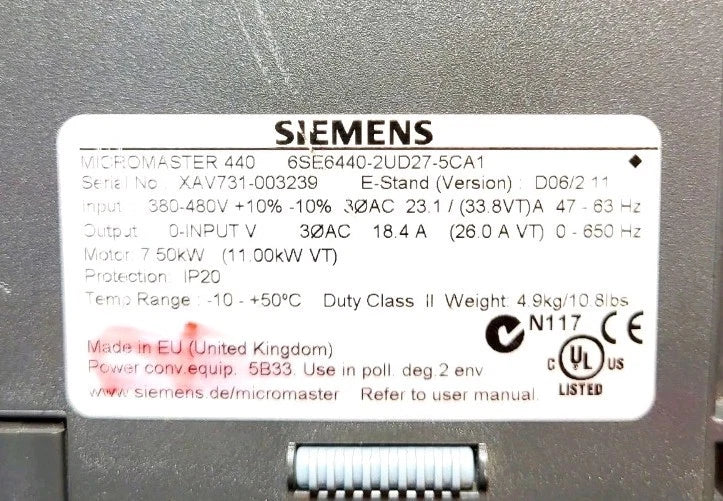 SIEMENS
MICROMASTER 440 6SE6440-2UD27-5CA1
Serial No : XAV731-003239 E-Stand (Version) : D06/2 11
Input : 380-480V +10% -10% 3ØAC 23.1 / (33.8VT)A 47 - 63 Hz
Output : 0-INPUT V 3ØAC 18.4 A (26.0 A VT) 0 - 650 Hz
Motor: 7.50kW (11.00kW VT)
Protection: IP20
Temp Range : -10 - +50°C Duty Class II Weight: 4.9kg/10.8lbs
N117 CE
Made in EU (United Kingdom)
Power conv.equip. 5B33. Use in poll. deg.2 env
C UL US
www.siemens.de/micromaster Refer to user manual.
LISTED